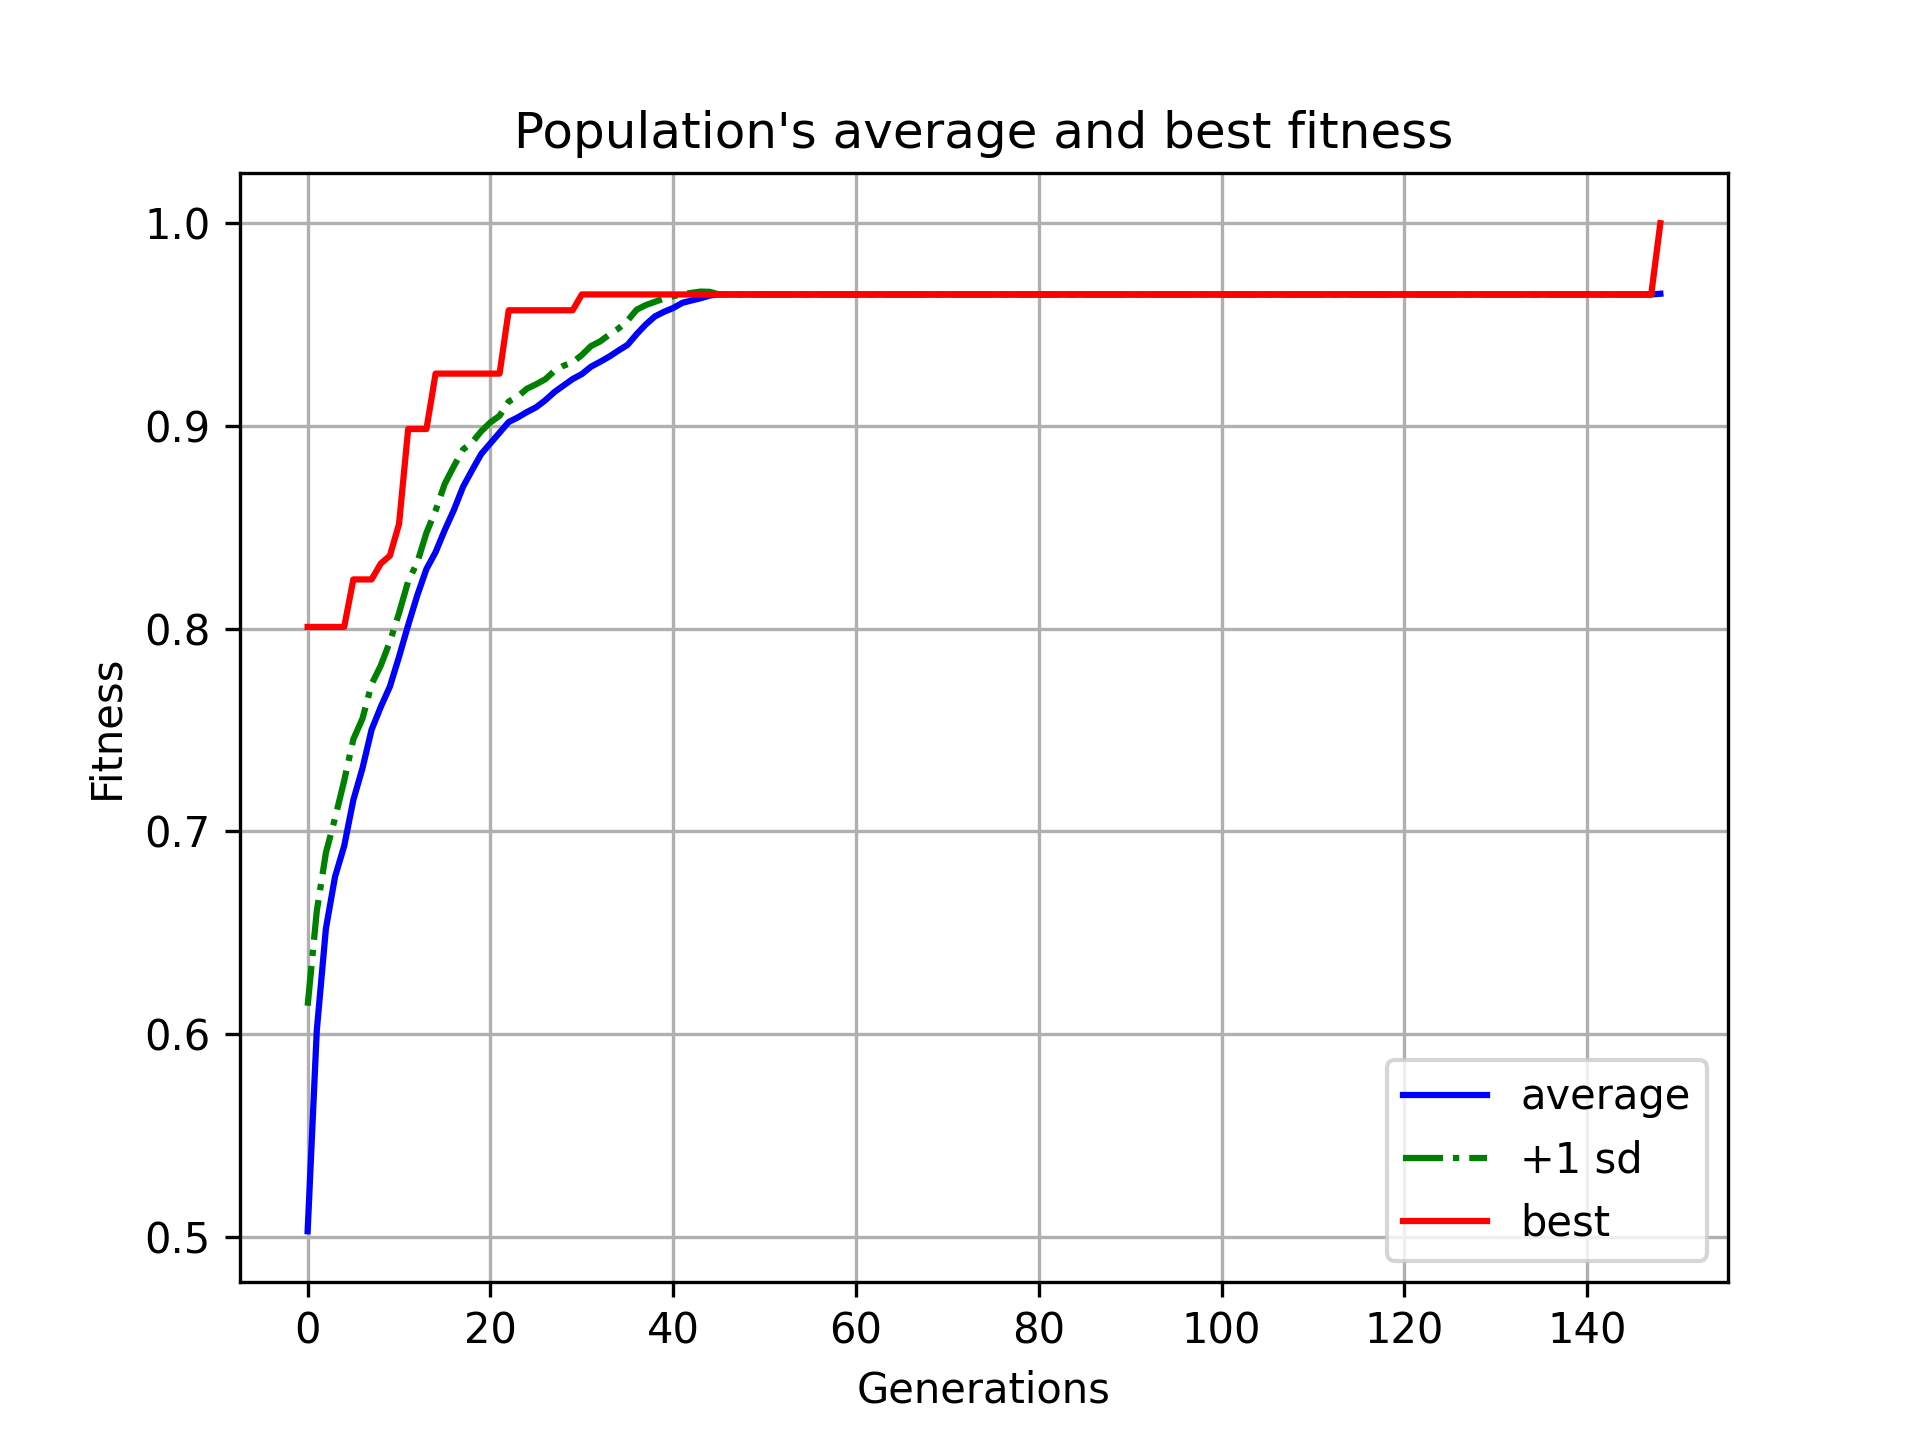 Population's average and best fitness
1.0
0.9
0.8
0.7
0.6
0.5
Fitness
0 20 40 60 80 100 120 140
Generations
average
+1 sd
best